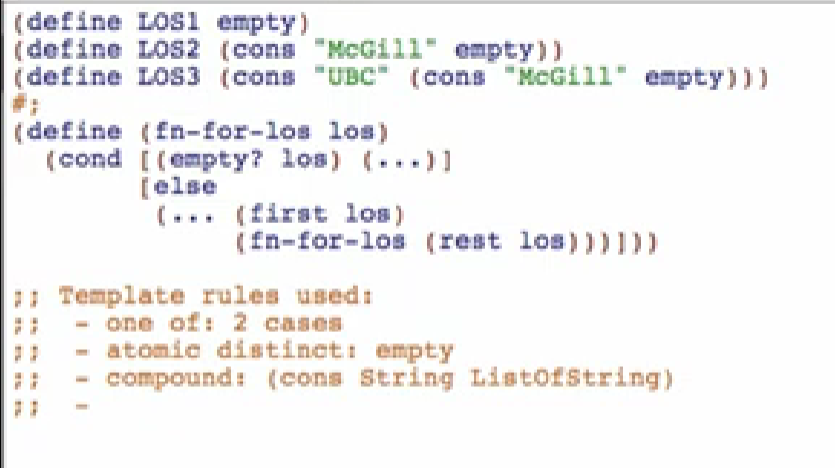 (define LOS1 empty)
(define LOS2 (cons "McGill" empty))
(define LOS3 (cons "UBC" (cons "McGill" empty)))
#;
(define (fn-for-los los)
  (cond [(empty? los) (...)]
        [else
         (... (first los)
              (fn-for-los (rest los)))]))

;; Template rules used:
;;  - one of: 2 cases
;;  - atomic distinct: empty
;;  - compound: (cons String ListOfString)
;;  -